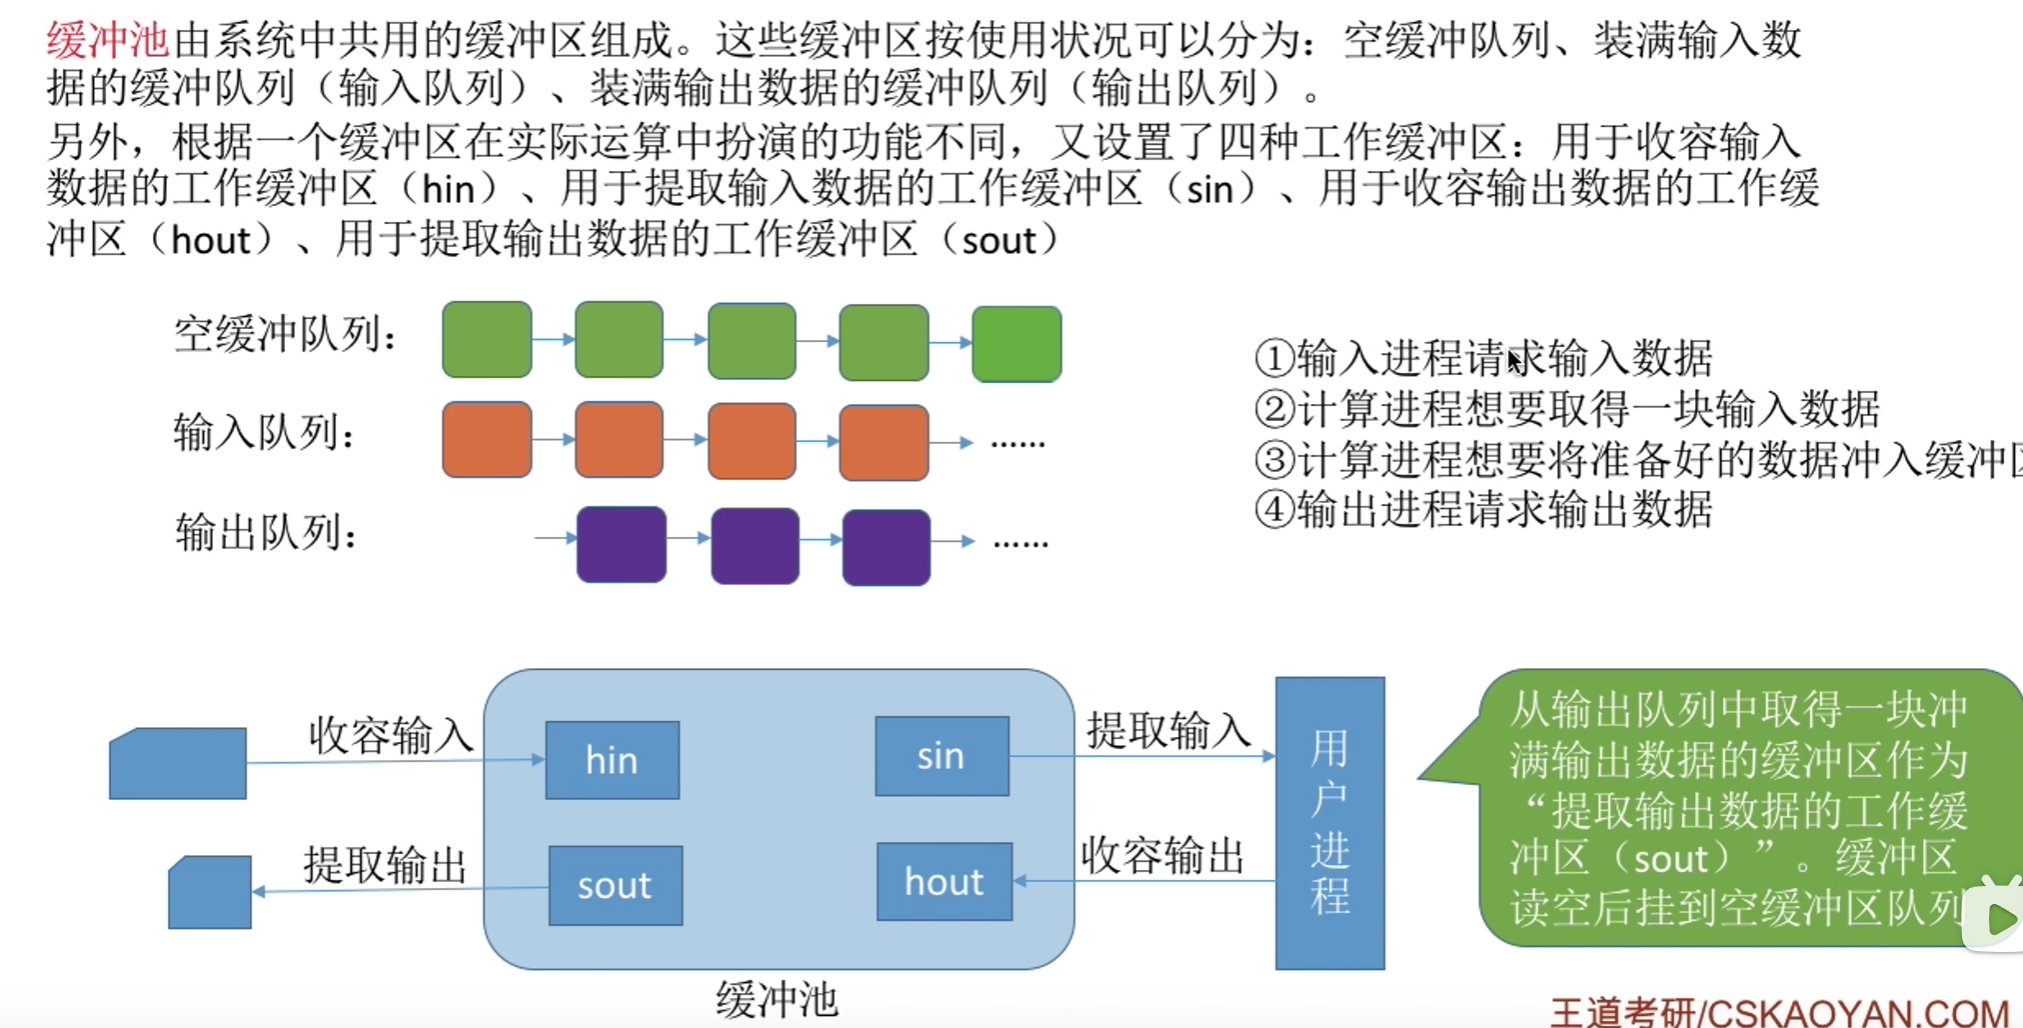 缓冲池由系统中共用的缓冲区组成。这些缓冲区按使用状况可以分为：空缓冲队列、装满输入数
据的缓冲队列（输入队列）、装满输出数据的缓冲队列（输出队列）。
另外，根据一个缓冲区在实际运算中扮演的功能不同，又设置了四种工作缓冲区：用于收容输入
数据的工作缓冲区（hin）、用于提取输入数据的工作缓冲区（sin）、用于收容输出数据的工作缓
冲区（hout）、用于提取输出数据的工作缓冲区（sout）
空缓冲队列：
输入队列：
……
输出队列：
……
①输入进程请求输入数据
②计算进程想要取得一块输入数据
③计算进程想要将准备好的数据冲入缓冲区
④输出进程请求输出数据
收容输入
hin
sin
提取输入
提取输出
sout
hout
收容输出
用户进程
缓冲池
从输出队列中取得一块冲
满输出数据的缓冲区作为
“提取输出数据的工作缓
冲区（sout）”。缓冲区
读空后挂到空缓冲区队列
王道考研/CSKAOYAN.COM